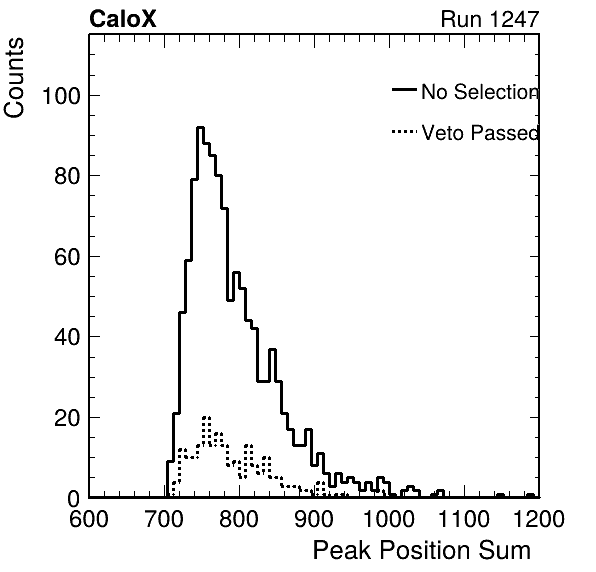 CaloX Run 1247
Counts
No Selection
Veto Passed
100
80
60
40
20
0
600 700 800 900 1000 1100 1200
Peak Position Sum